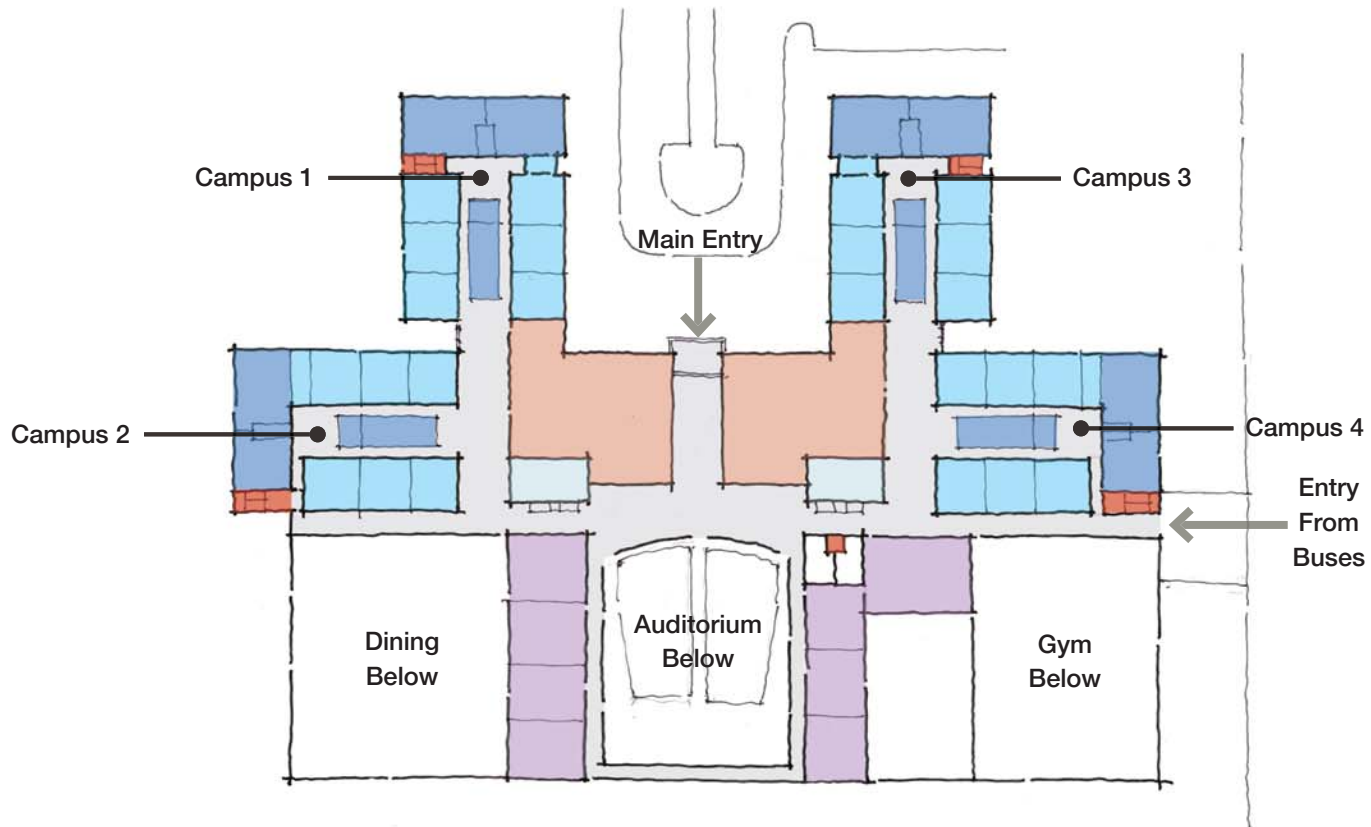 Campus 1
Campus 3
Main Entry
Campus 2
Campus 4
Entry
From
Buses
Dining
Below
Auditorium
Below
Gym
Below